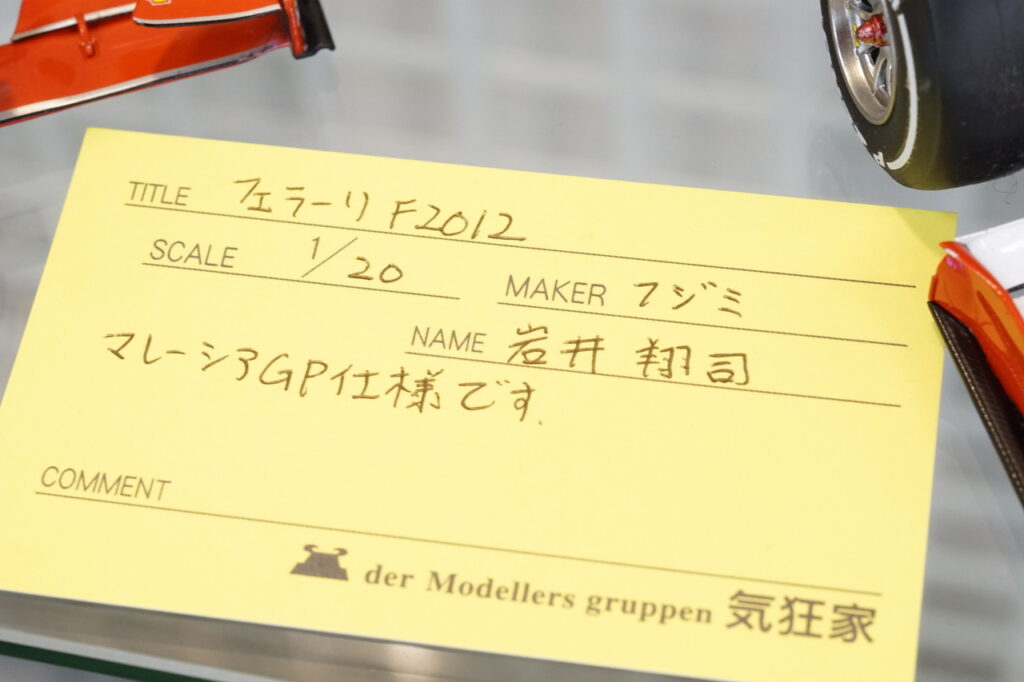 TITLE フェラーリ F2012
SCALE 1/20
MAKER フジミ
NAME 岩井 翔司
マレーシアGP仕様です.
COMMENT
der Modellers gruppen 気狂家